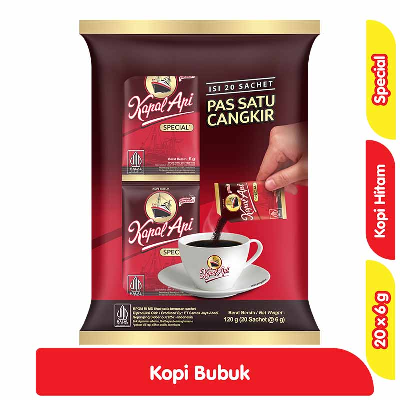 ISI 20 SACHET
PAS SATU
CANGKIR
Kapal Api
SPECIAL
Kapal Api
Kapal Api
Berat Bersih / Net Weight :
120 g (20 Sachet @ 6 g)
Special
Kopi Hitam
20 x 6 g
Kopi Bubuk